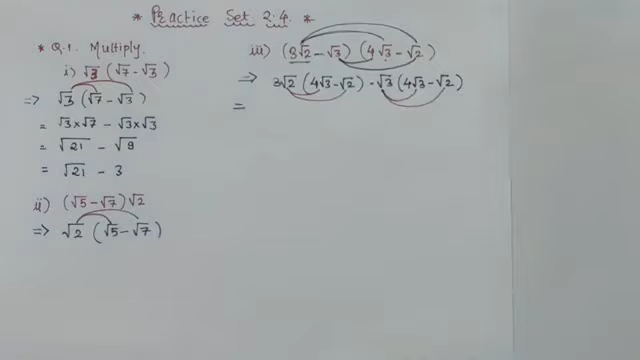 * Practice Set 2.4. *
* Q.1. Multiply.
i) √3 (√7 - √3)
=> √3 (√7 - √3)
= √3 x √7 - √3 x √3
= √21 - √9
= √21 - 3
ii) (√5 - √7) √2
=> √2 (√5 - √7)
iii) (3√2 - √3) (4√3 - √2)
=> 3√2 (4√3 - √2) - √3 (4√3 - √2)
=